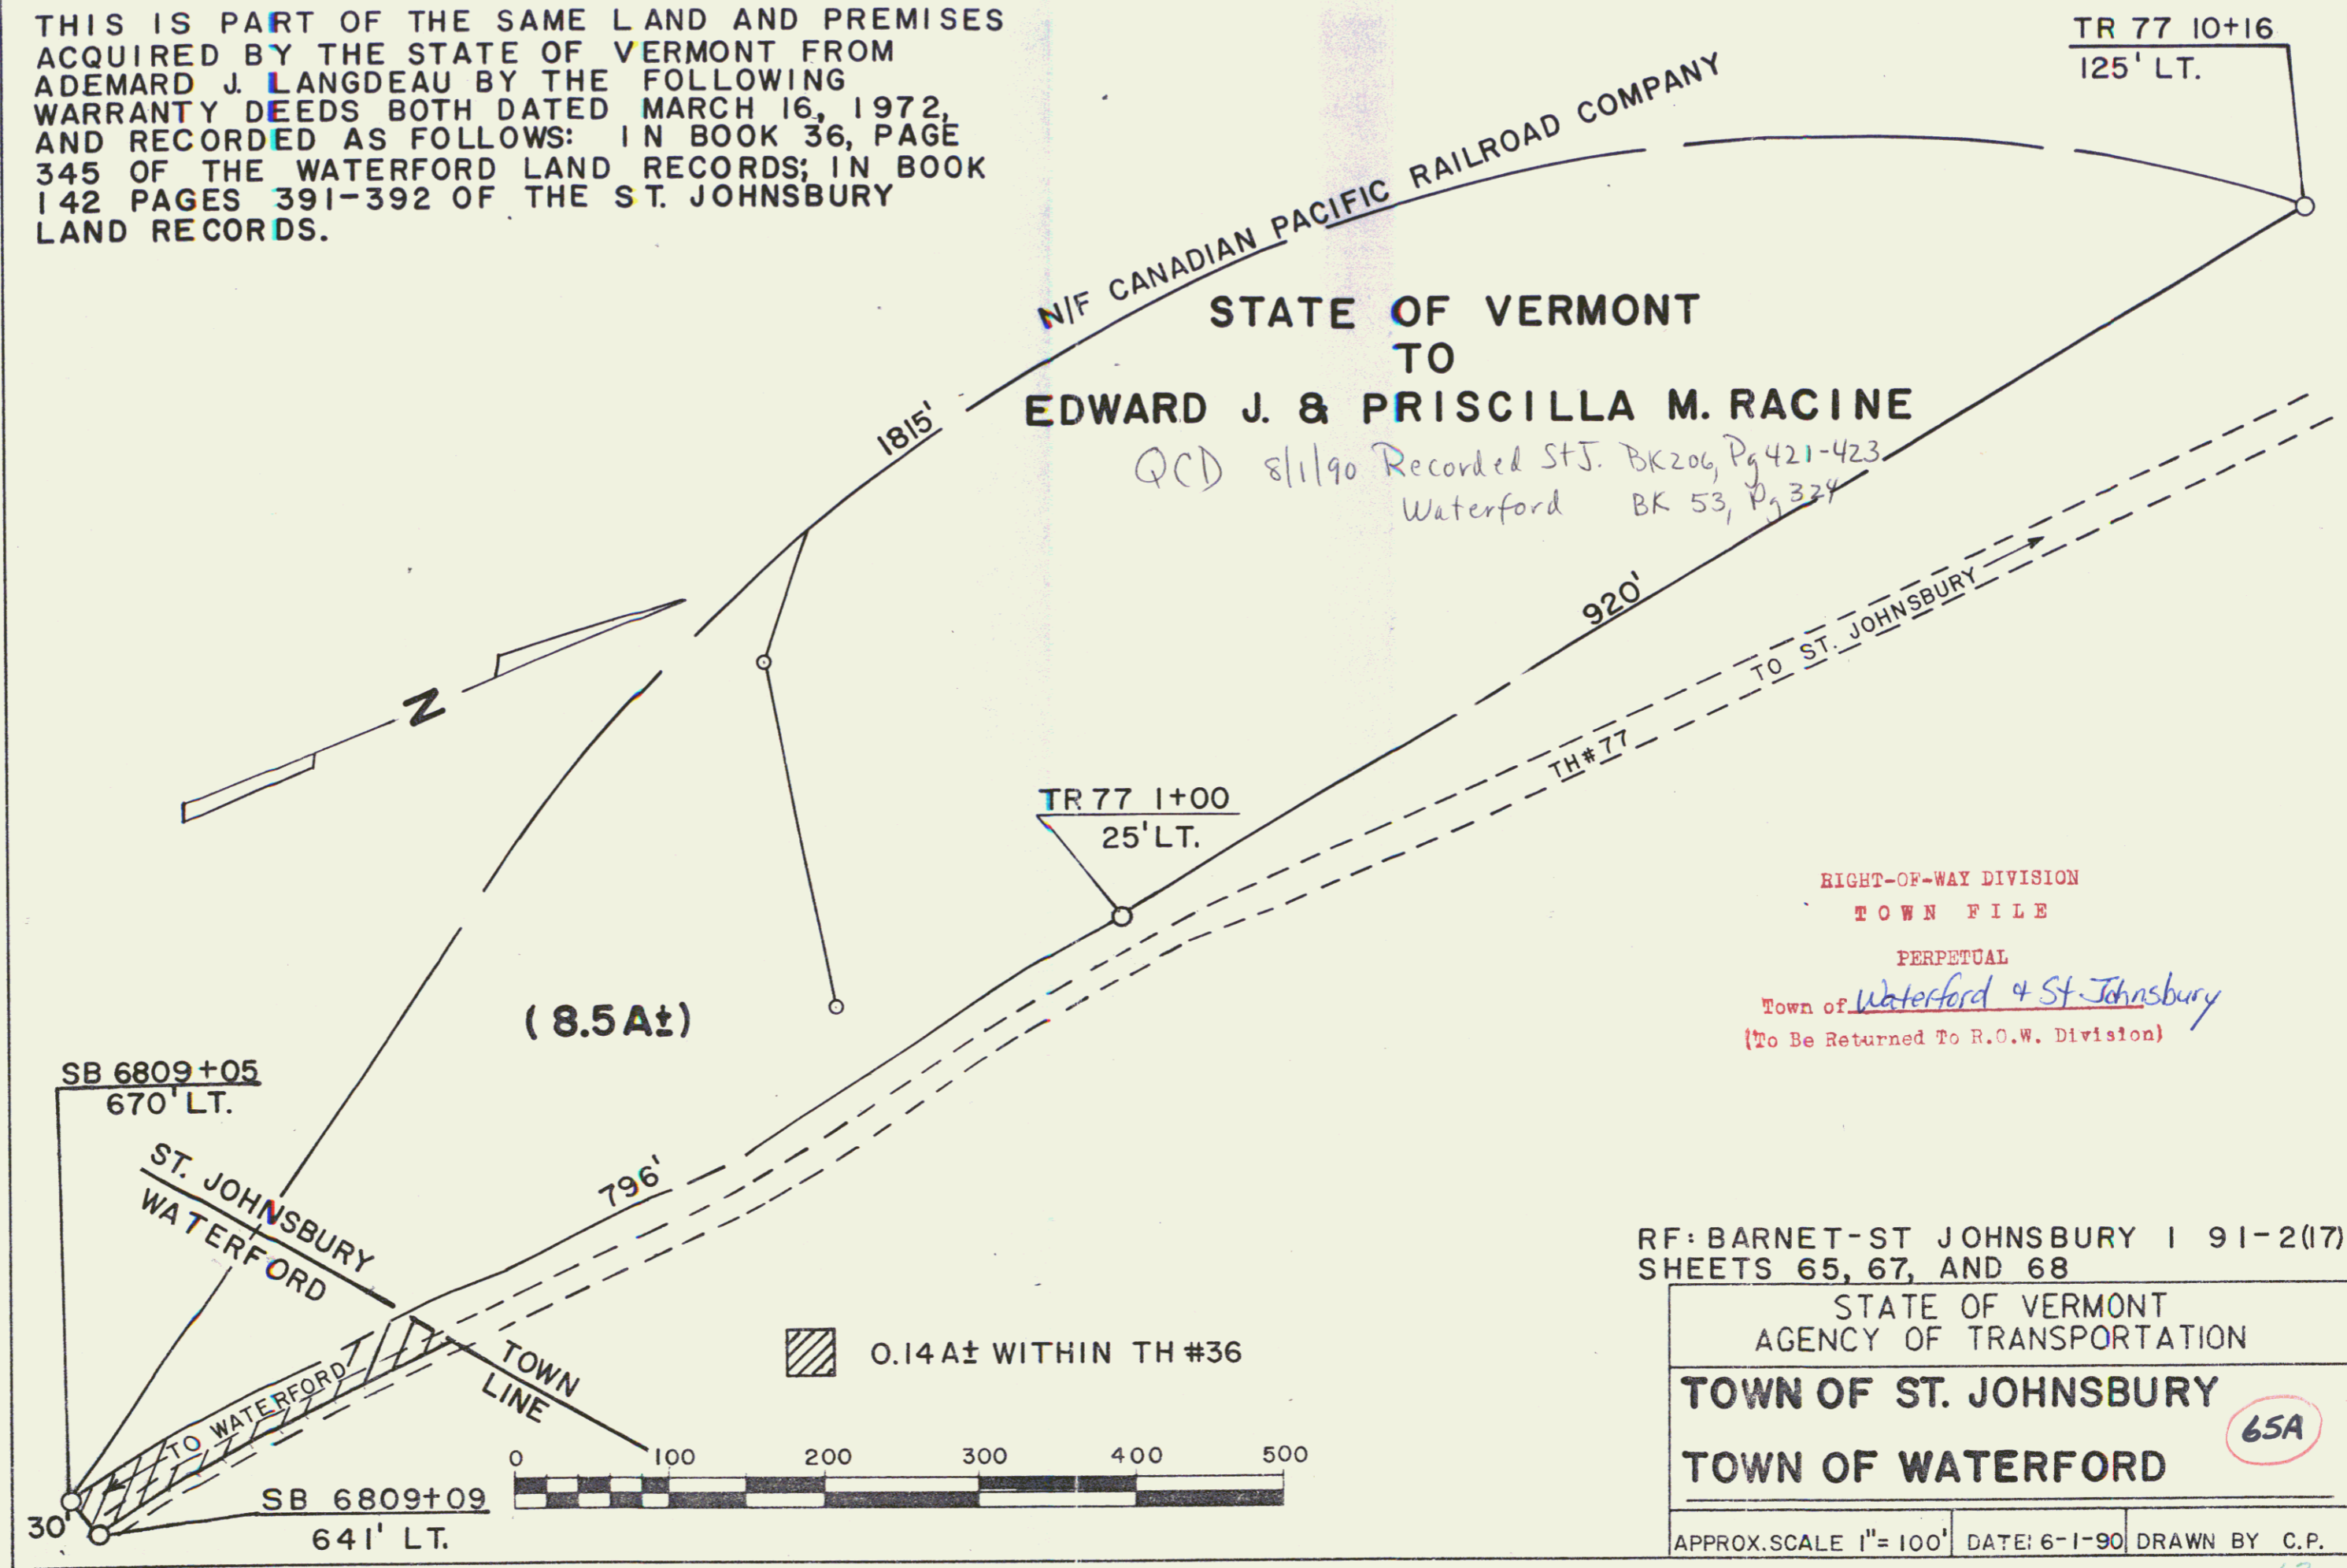 THIS IS PART OF THE SAME LAND AND PREMISES
ACQUIRED BY THE STATE OF VERMONT FROM
ADEMARD J. LANGDEAU BY THE FOLLOWING
WARRANTY DEEDS BOTH DATED MARCH 16, 1972,
AND RECORDED AS FOLLOWS: IN BOOK 36, PAGE
345 OF THE WATERFORD LAND RECORDS; IN BOOK
142 PAGES 391-392 OF THE ST. JOHNSBURY
LAND RECORDS.
TR 77 10+16
125' LT.
N/F CANADIAN PACIFIC RAILROAD COMPANY
STATE OF VERMONT
TO
EDWARD J. & PRISCILLA M. RACINE
QCD 8/1/90 Recorded St J. BK 206, Pg 421-423
Waterford BK 53, Pg 324
1815'
920'
N
TO ST. JOHNSBURY
TH#77
TR 77 1+00
25' LT.
RIGHT-OF-WAY DIVISION
TOWN FILE
PERPETUAL
Town of Waterford & St. Johnsbury
(To Be Returned To R.O.W. Division)
(8.5A±)
SB 6809+05
670' LT.
ST. JOHNSBURY
WATERFORD
796'
TOWN
LINE
TO WATERFORD
0.14A± WITHIN TH #36
0 100 200 300 400 500
SB 6809+09
641' LT.
30'
RF: BARNET-ST JOHNSBURY I 91-2(17)
SHEETS 65, 67, AND 68
STATE OF VERMONT
AGENCY OF TRANSPORTATION
TOWN OF ST. JOHNSBURY
65A
TOWN OF WATERFORD
APPROX. SCALE 1"= 100' DATE: 6-1-90 DRAWN BY C.P.